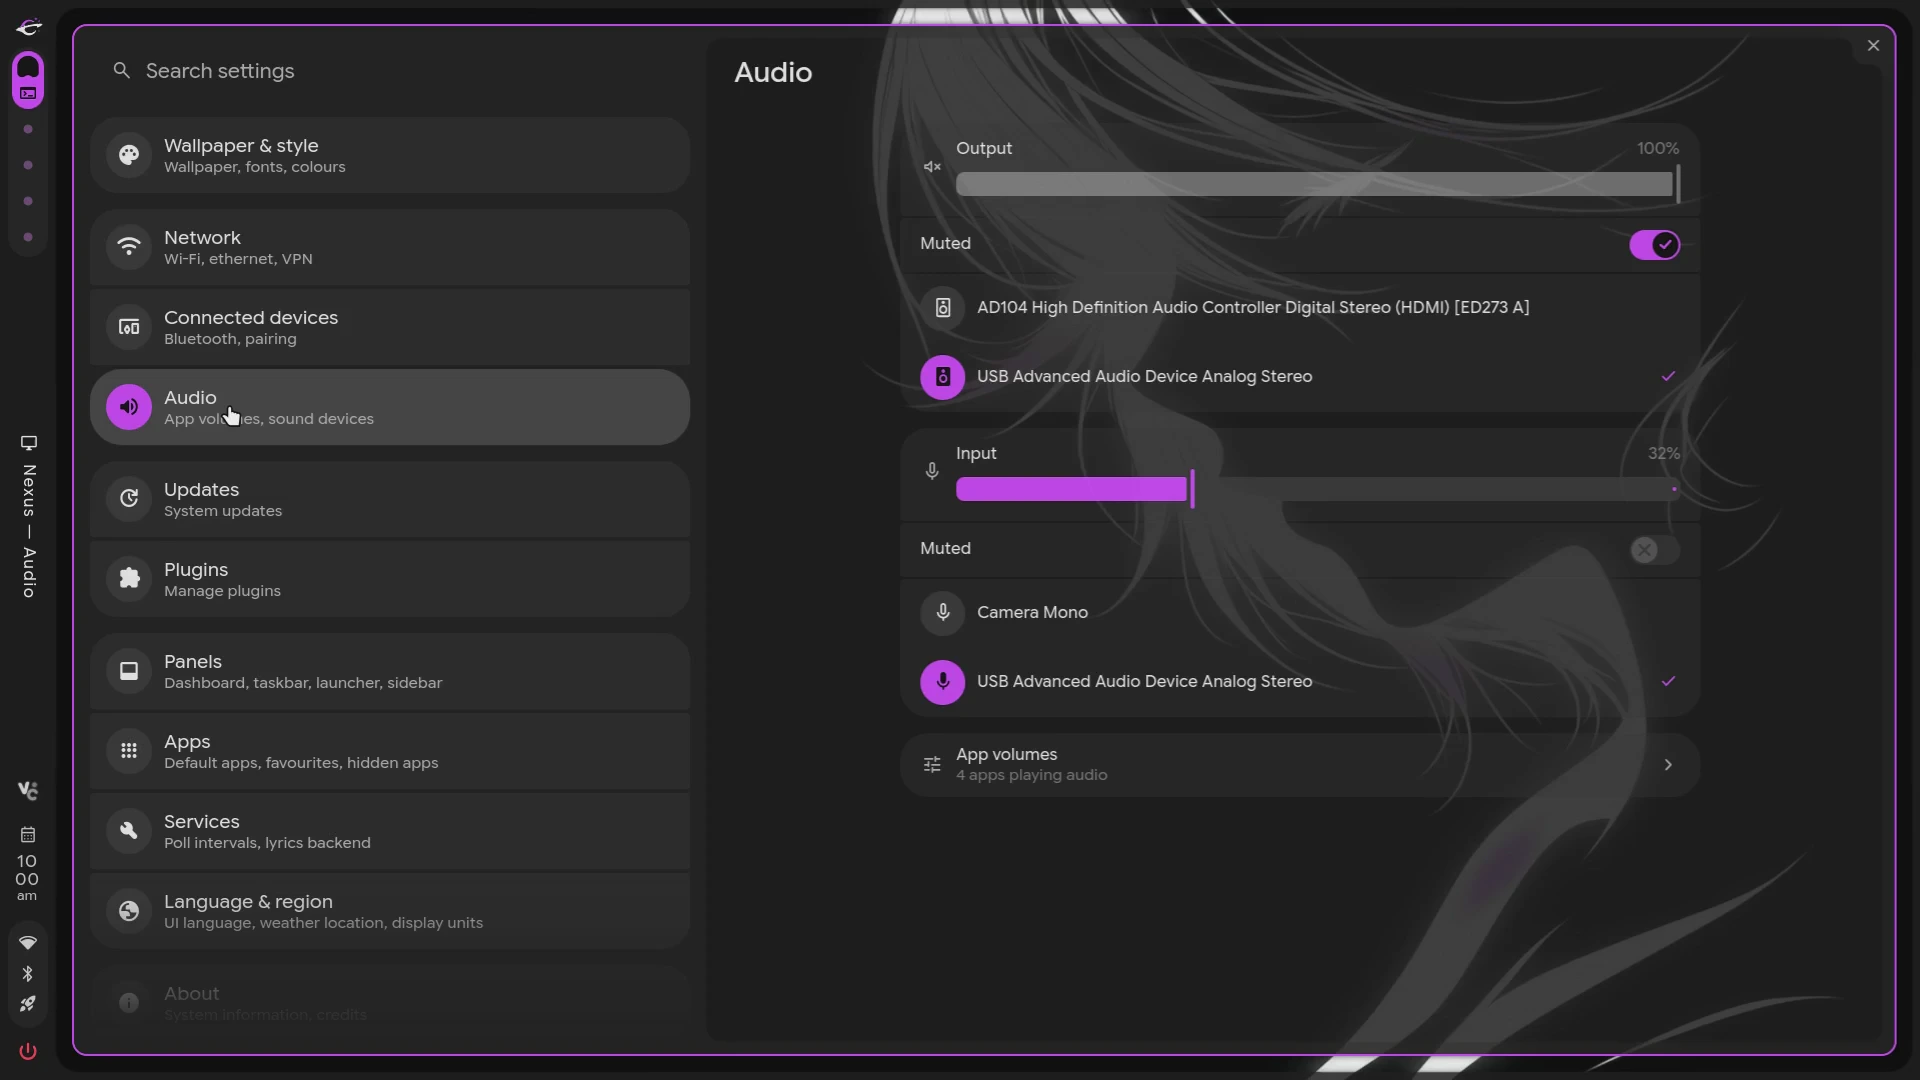 Search settings
Wallpaper & style
Wallpaper, fonts, colours
Network
Wi-Fi, ethernet, VPN
Connected devices
Bluetooth, pairing
Audio
App volumes, sound devices
Updates
System updates
Plugins
Manage plugins
Panels
Dashboard, taskbar, launcher, sidebar
Apps
Default apps, favourites, hidden apps
Services
Poll intervals, lyrics backend
Language & region
UI language, weather location, display units
About
System information, credits
Nexus — Audio
10
00
am
Audio
Output
100%
Muted
AD104 High Definition Audio Controller Digital Stereo (HDMI) [ED273 A]
USB Advanced Audio Device Analog Stereo
Input
32%
Muted
Camera Mono
USB Advanced Audio Device Analog Stereo
App volumes
4 apps playing audio